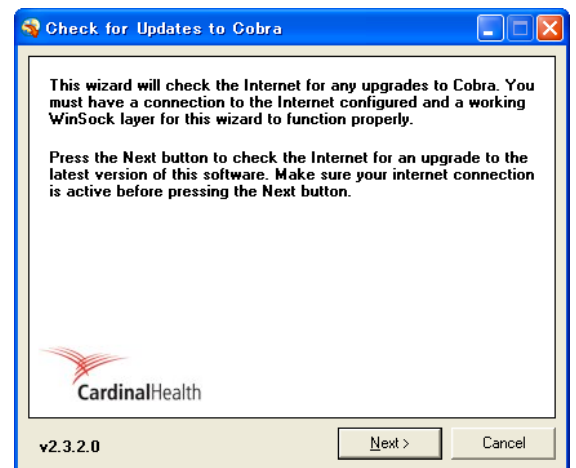 Check for Updates to Cobra
This wizard will check the Internet for any upgrades to Cobra. You
must have a connection to the Internet configured and a working
WinSock layer for this wizard to function properly.
Press the Next button to check the Internet for an upgrade to the
latest version of this software. Make sure your internet connection
is active before pressing the Next button.
CardinalHealth
v2.3.2.0
Next >
Cancel